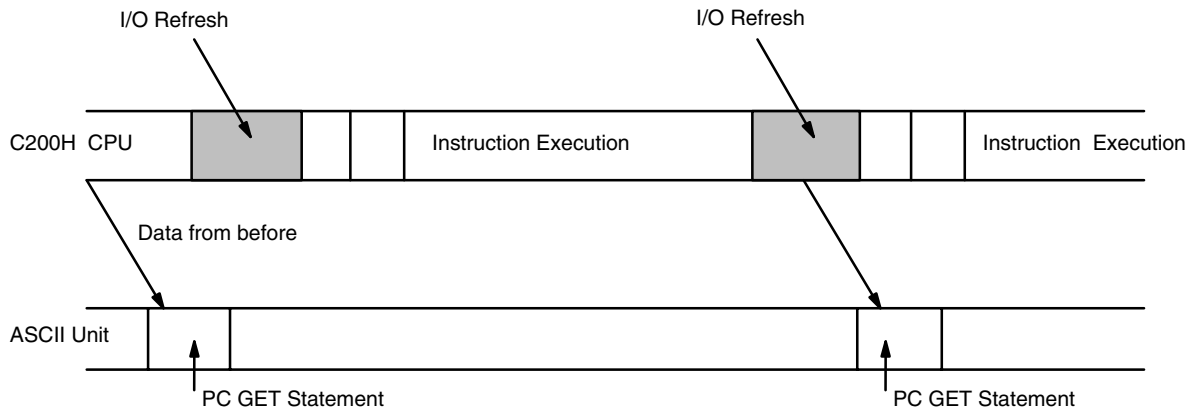 I/O Refresh
I/O Refresh
C200H CPU
Instruction Execution
Instruction Execution
Data from before
ASCII Unit
PC GET Statement
PC GET Statement